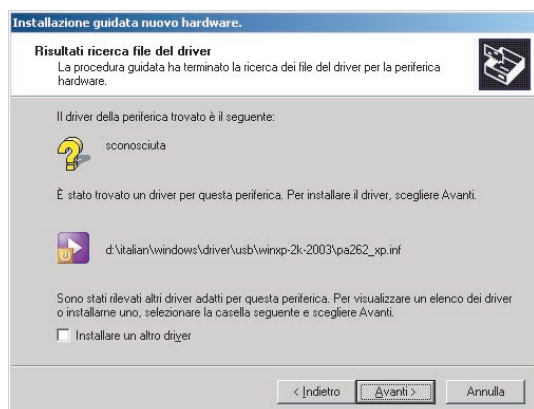 Installazione guidata nuovo hardware.
Risultati ricerca file del driver
La procedura guidata ha terminato la ricerca dei file del driver per la periferica
hardware.
Il driver della periferica trovato è il seguente:
sconosciuta
È stato trovato un driver per questa periferica. Per installare il driver, scegliere Avanti.
d:\italian\windows\driver\usb\winxp-2k-2003\pa262_xp.inf
Sono stati rilevati altri driver adatti per questa periferica. Per visualizzare un elenco dei driver
o installarne uno, selezionare la casella seguente e scegliere Avanti.
Installare un altro driver
< Indietro
Avanti >
Annulla